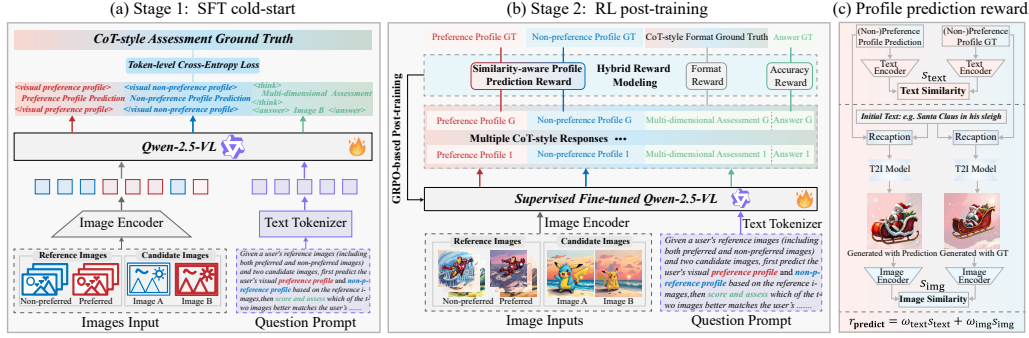 (a) Stage 1: SFT cold-start
CoT-style Assessment Ground Truth
Token-level Cross-Entropy Loss
<visual preference profile>
Preference Profile Prediction
<visual preference profile>
<visual non-preference profile>
Non-preference Profile Prediction
<visual non-preference profile>
<think>
Multi-dimensional Assessment
</think>
<answer> Image B </answer>
Qwen-2.5-VL
Image Encoder
Text Tokenizer
Reference Images
Candidate Images
Non-preferred
Preferred
Image A
Image B
Given a user's reference images (including
both preferred and non-preferred images)
and two candidate images, first predict the
user's visual preference profile and non-p-
reference profile based on the reference i-
mages,then score and assess which of the t-
wo images better matches the user's .......
Images Input
Question Prompt
(b) Stage 2: RL post-training
Preference Profile GT
Non-preference Profile GT
CoT-style Format Ground Truth
Answer GT
Similarity-aware Profile
Prediction Reward
Hybrid Reward
Modeling
Format
Reward
Accuracy
Reward
GRPO-based Post-training
Preference Profile G
Non-preference Profile G
Multi-dimensional Assessment G
Answer G
Multiple CoT-style Responses •••
Preference Profile 1
Non-preference Profile 1
Multi-dimensional Assessment 1
Answer 1
Supervised Fine-tuned Qwen-2.5-VL
Image Encoder
Text Tokenizer
Reference Images
Candidate Images
Non-preferred
Preferred
Image A
Image B
Given a user's reference images (including
both preferred and non-preferred images)
and two candidate images, first predict the
user's visual preference profile and non-p-
reference profile based on the reference i-
mages,then score and assess which of the t-
wo images better matches the user's .......
Image Inputs
Question Prompt
(c) Profile prediction reward
(Non-)Preference
Profile Prediction
(Non-)Preference
Profile GT
Text
Encoder
Text
Encoder
stext
Text Similarity
Initial Text: e.g. Santa Claus in his sleigh
Recaption
Recaption
T2I Model
T2I Model
Generated with Prediction
Generated with GT
Image
Encoder
Image
Encoder
simg
Image Similarity
rpredict = ωtextstext + ωimgsimg